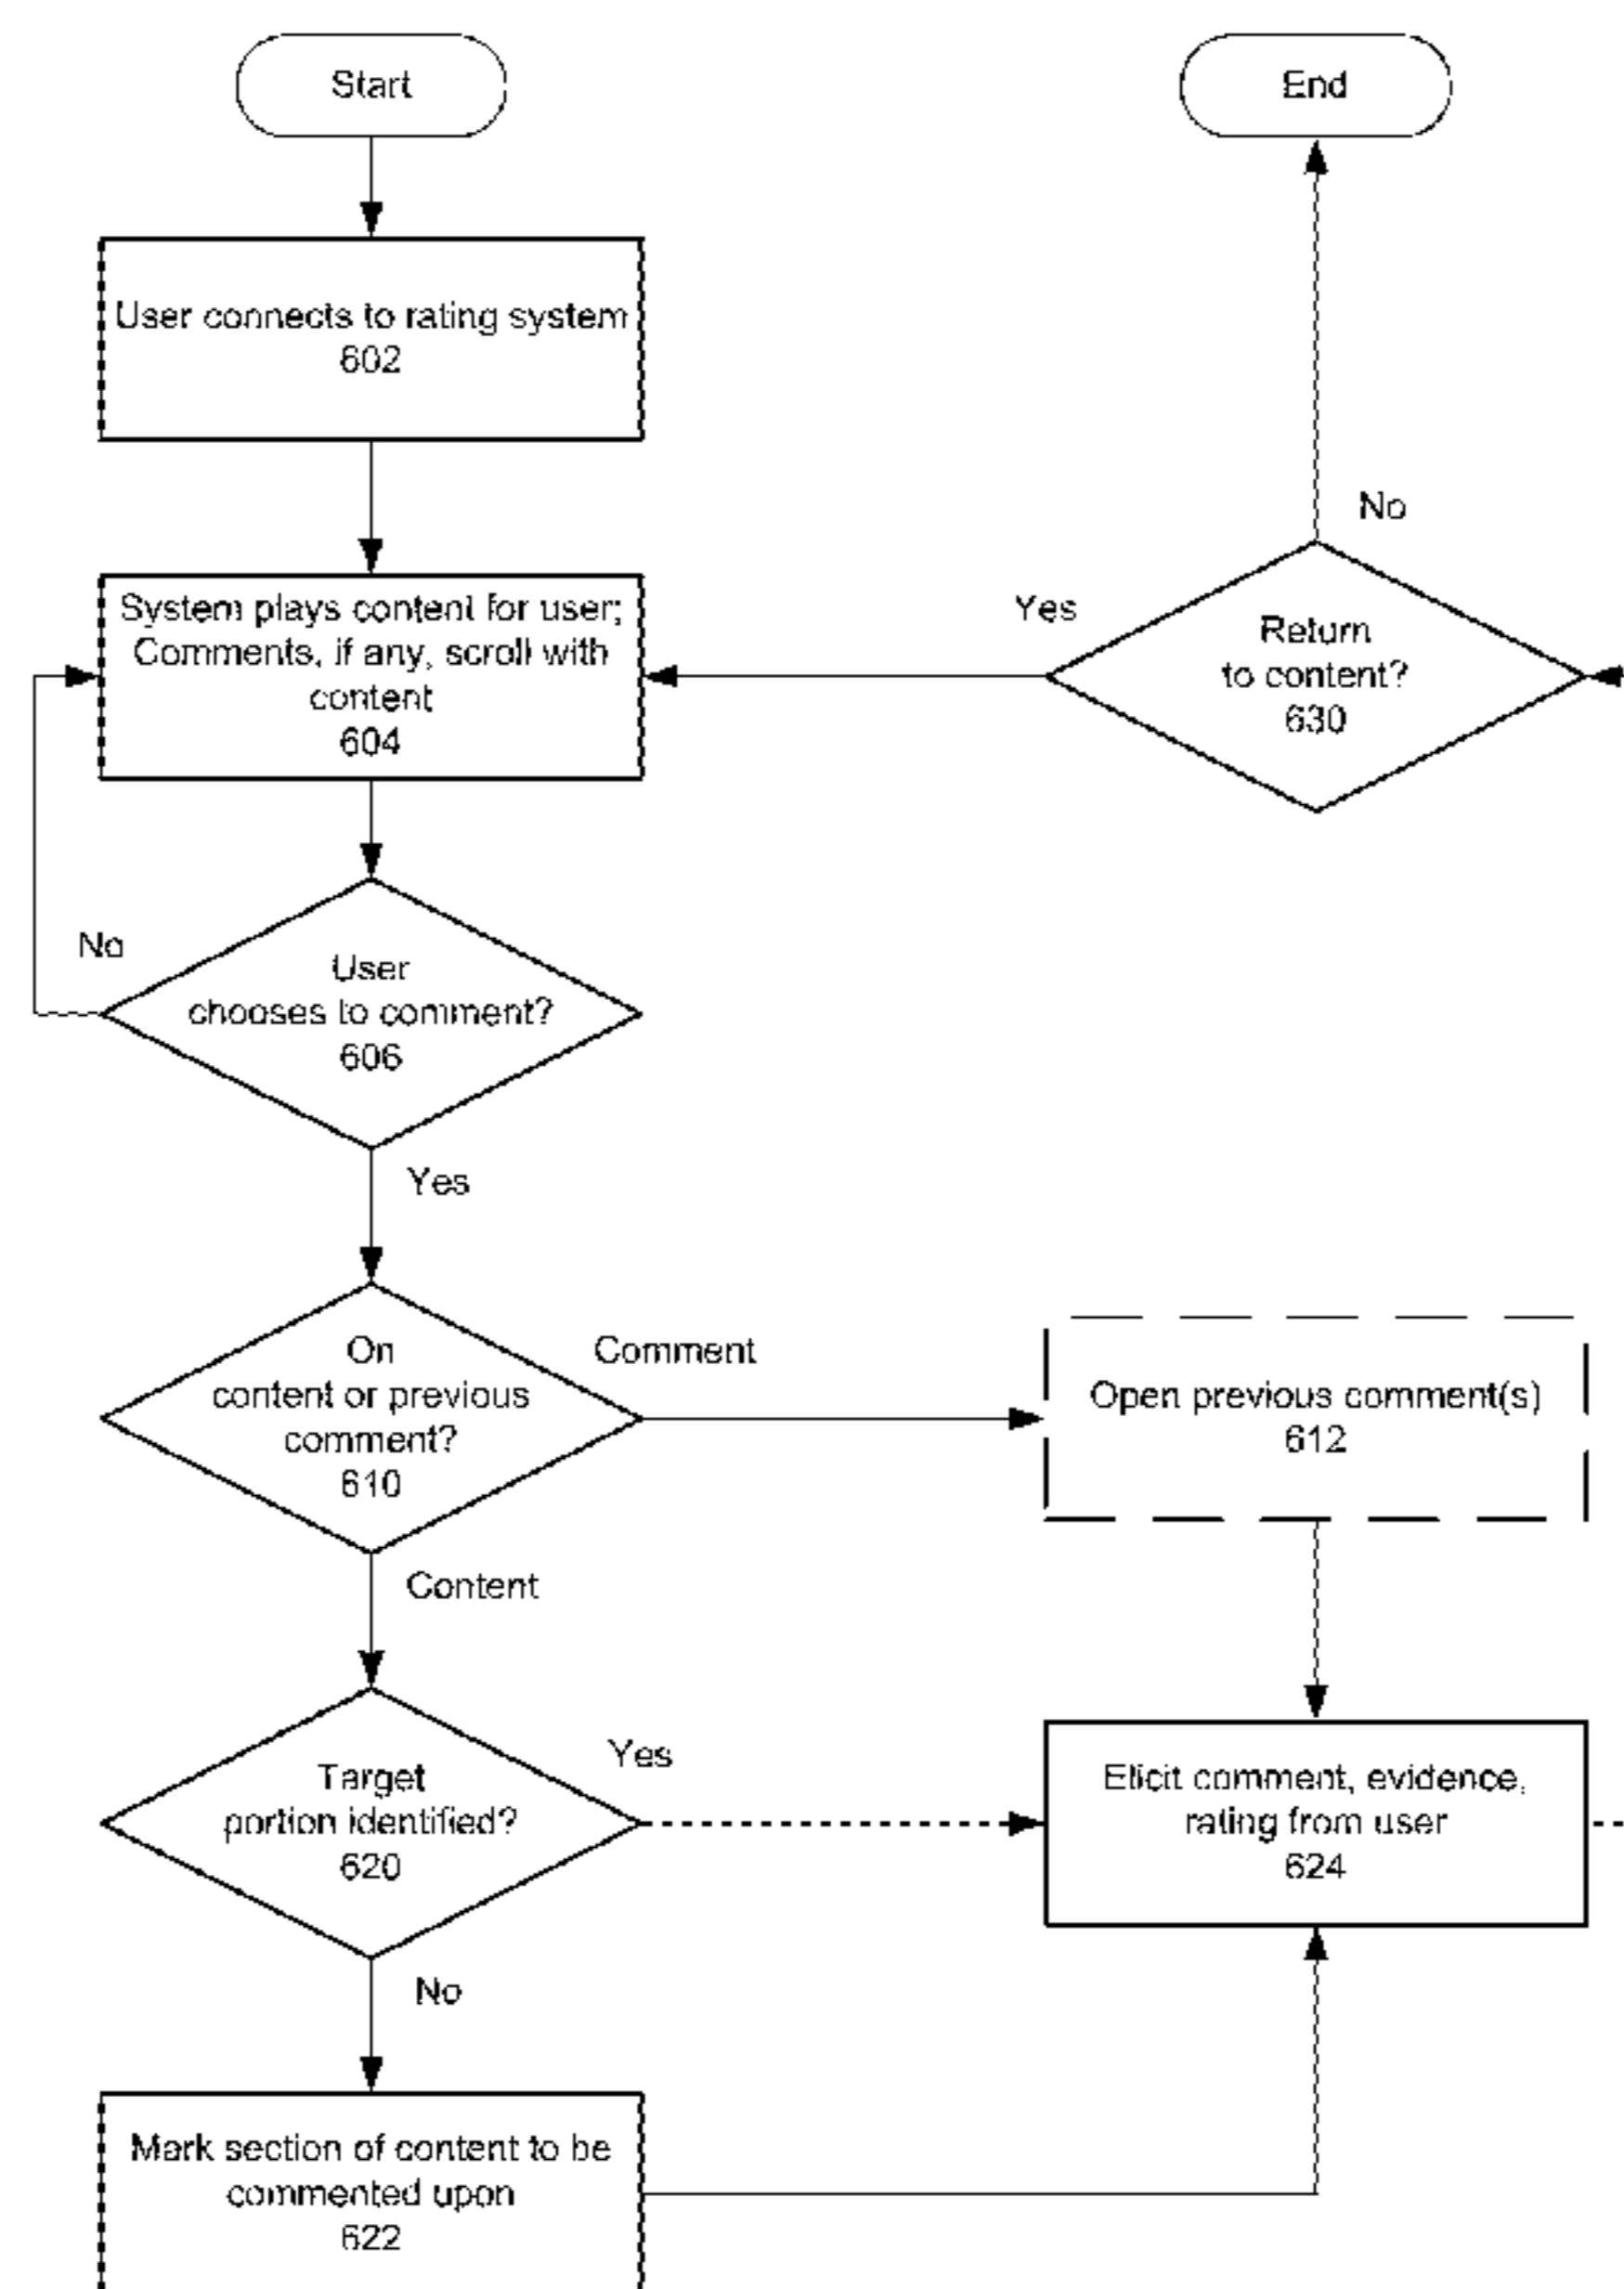 Start
End
User connects to rating system
602
No
System plays content for user;
Comments, if any, scroll with
content
604
Yes
Return
to content?
630
No
User
chooses to comment?
606
Yes
On
content or previous
comment?
610
Comment
Open previous comment(s)
612
Content
Target
portion identified?
620
Yes
Elicit comment, evidence,
rating from user
624
No
Mark section of content to be
commented upon
622